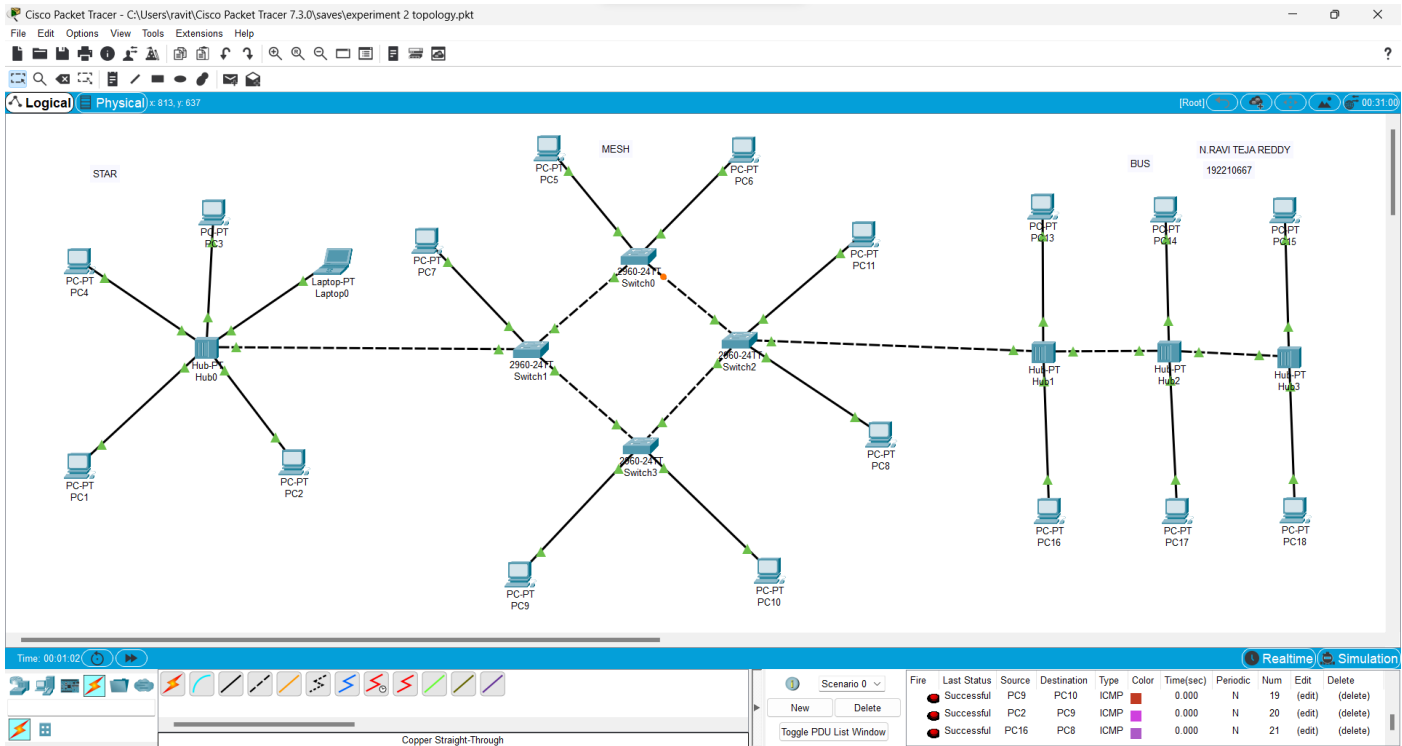 Cisco Packet Tracer - C:\Users\ravit\Cisco Packet Tracer 7.3.0\saves\experiment 2 topology.pkt
File Edit Options View Tools Extensions Help
?
Logical Physical x: 813, y: 637 [Root] 00:31:00
STAR
MESH
BUS
N.RAVI TEJA REDDY
192210667
PC-PT
PC5
PC-PT
PC6
PC-PT
PC3
PC-PT
PC4
Laptop-PT
Laptop0
PC-PT
PC7
PC-PT
PC11
PC-PT
PC13
PC-PT
PC14
PC-PT
PC15
2960-24TT
Switch0
Hub-PT
Hub0
2960-24TT
Switch1
2960-24TT
Switch2
Hub-PT
Hub1
Hub-PT
Hub2
Hub-PT
Hub3
2960-24TT
Switch3
PC-PT
PC8
PC-PT
PC1
PC-PT
PC2
PC-PT
PC16
PC-PT
PC17
PC-PT
PC18
PC-PT
PC9
PC-PT
PC10
Time: 00:01:02
Realtime Simulation
Copper Straight-Through
Scenario 0
New Delete
Toggle PDU List Window
Fire Last Status Source Destination Type Color Time(sec) Periodic Num Edit Delete
Successful PC9 PC10 ICMP 0.000 N 19 (edit) (delete)
Successful PC2 PC9 ICMP 0.000 N 20 (edit) (delete)
Successful PC16 PC8 ICMP 0.000 N 21 (edit) (delete)